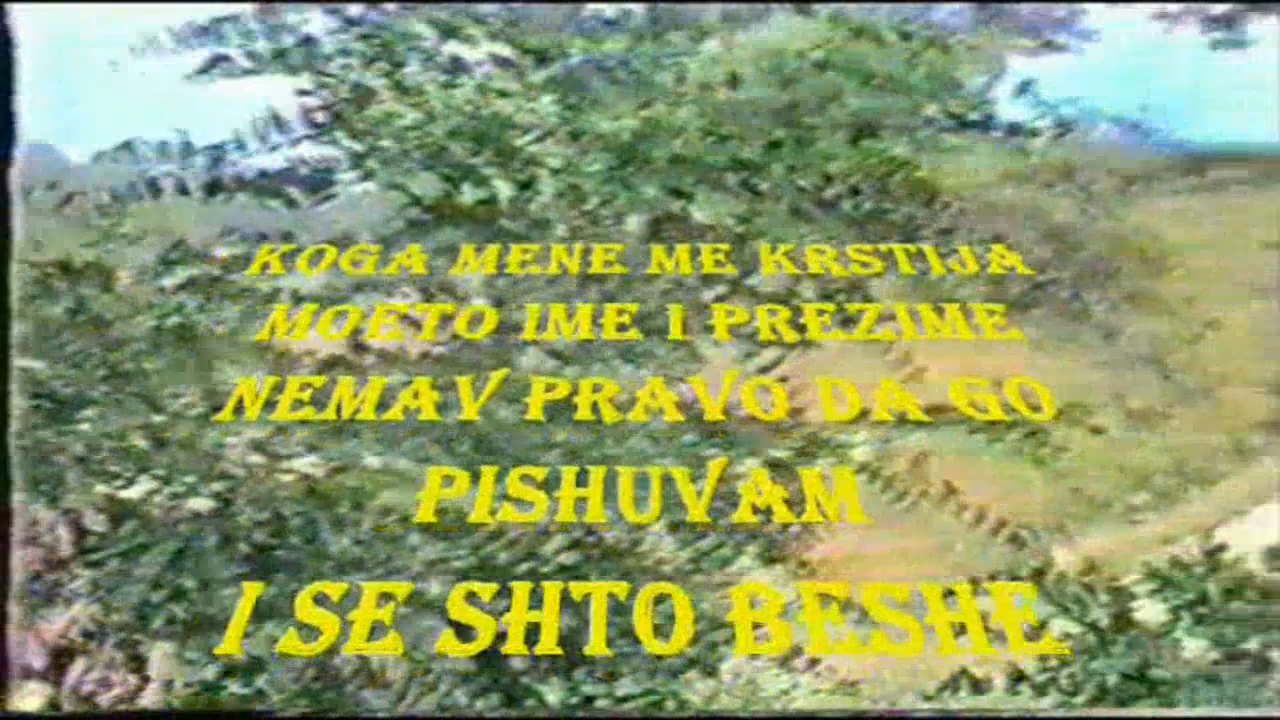 KOGA MENE ME KRSTIJA
MOETO IME I PREZIME
NEMAV PRAVO DA GO
PISHUVAM
I SE SHTO BESHE